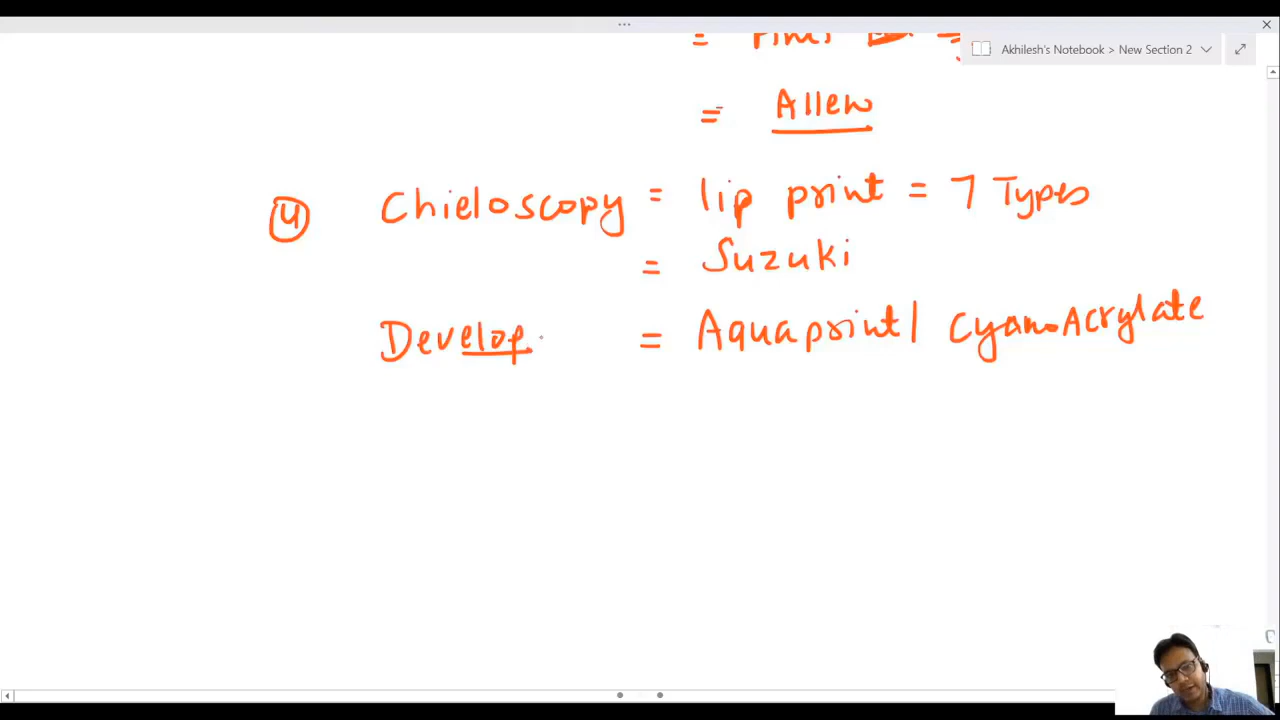 Akhilesh's Notebook > New Section 2
= Allen
4 Chieloscopy = lip print = 7 Types
= Suzuki
Develop = Aquaprint | CyanoAcrylate